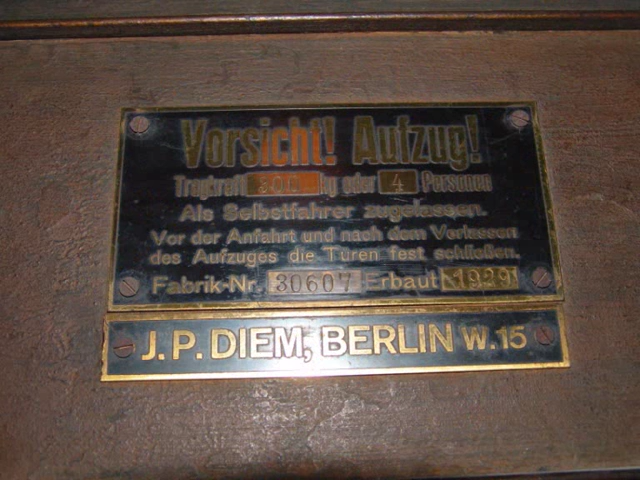 Vorsicht! Aufzug!
Tragkraft 300 kg oder 4 Personen
Als Selbstfahrer zugelassen.
Vor der Anfahrt und nach dem Verlassen
des Aufzuges die Türen fest schließen.
Fabrik-Nr. 30607 Erbaut 1929
J.P. DIEM, BERLIN W.15